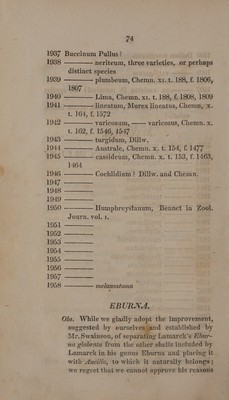 74
1937 Buccinum Pullus?
1938 ——— neriteum, three varieties, or perhaps
distinct species
1939 ——— plumbeum, Chemn. xi. t. 188, f. 1806,
1807
1940 ——— Lima, Chemn. xi. t. 188, f. 1808, 1809
1941 ——— lineatum, Murex lineatus, Chemn. x.
t. 164, f. 1572
1942 ——— varicosum, —— varicosus, Chemn. x.
t. 162, f. 1546, 1547
1943 ——— turgidum, Dillw.
1944 ——— Australe, Chemn. x. t. 154, f. 1477
1945 ——— cassideum, Chemn. x. t. 153, f. 1463,
1464
1946 ——— Cochlidium? Dillw. and Chemn.
1947 ———
1948 ———
1949 ———
1950 ——— Humphreysianum, Bennet in Zool.
Journ. vol. 1.
1951 ———
1952 ———
1953 ———
1954 ———
1955 ———
1956 ———
1957 ———
1958 ——— melanostoma
EBURNA.
Obs. While we gladly adopt the improvement,
suggested by ourselves and established by
Mr. Swainson, of separating Lamarck's Ebur-
na glabrata from the other shells included by
Lamarck in his genus Eburna and placing it
with Ancilla, to which it naturally belongs;
we regret that we cannot approve his reasons